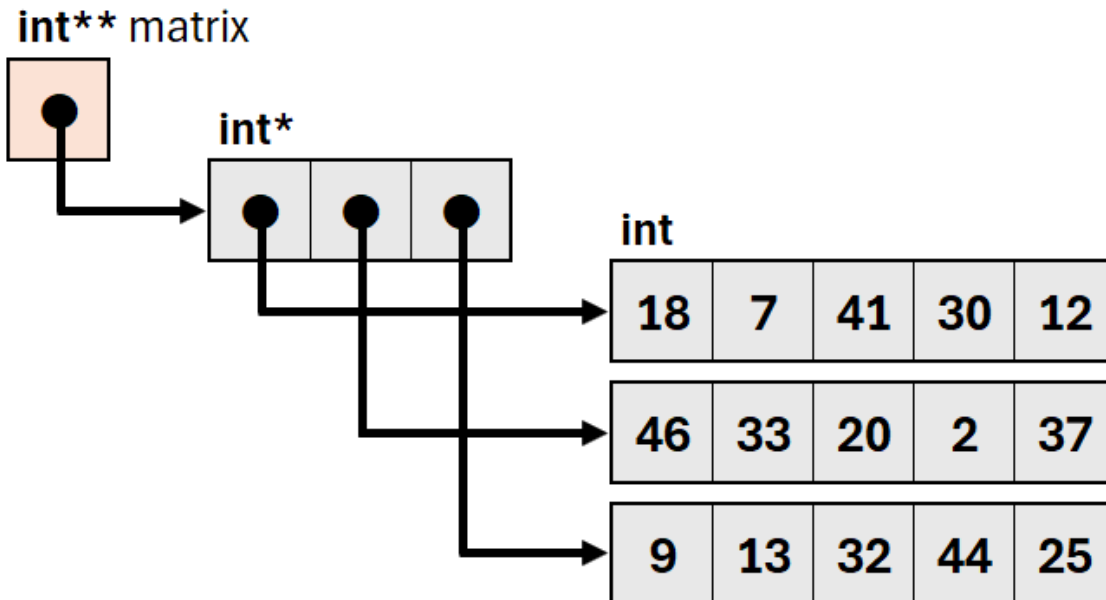 int** matrix
int*
int
18 7 41 30 12
46 33 20 2 37
9 13 32 44 25